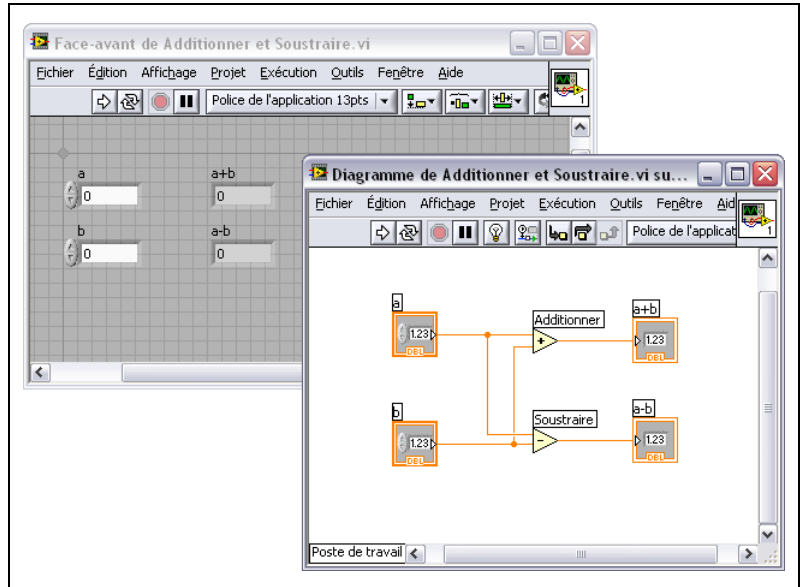 Face-avant de Additionner et Soustraire.vi
Fichier Édition Affichage Projet Exécution Outils Fenêtre Aide
Police de l'application 13pts
1
a
0
a+b
0
b
0
a-b
0
Diagramme de Additionner et Soustraire.vi su...
Fichier Édition Affichage Projet Exécution Outils Fenêtre Aid
Police de l'applicat
1
a
1.23
DBL
Additionner
+
a+b
1.23
DBL
b
1.23
DBL
Soustraire
-
a-b
1.23
DBL
Poste de travail